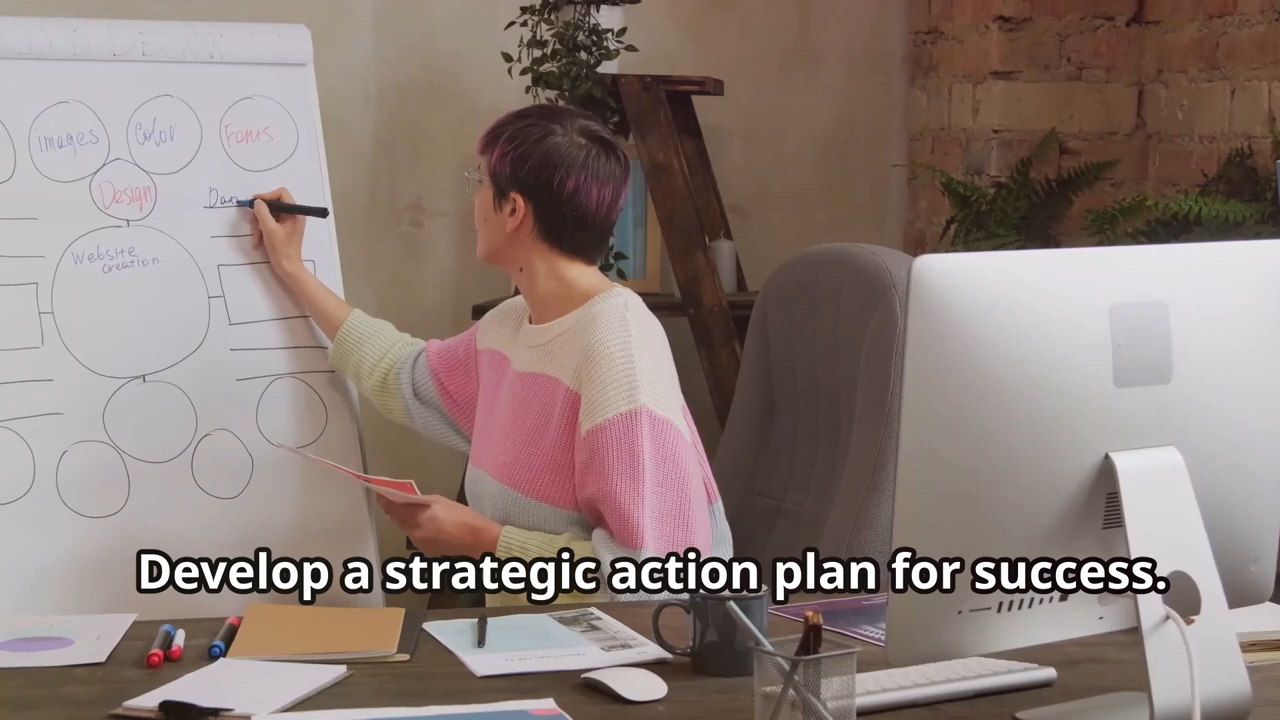 images
Color
Fonts
Design
Website
creation
Develop a strategic action plan for success.